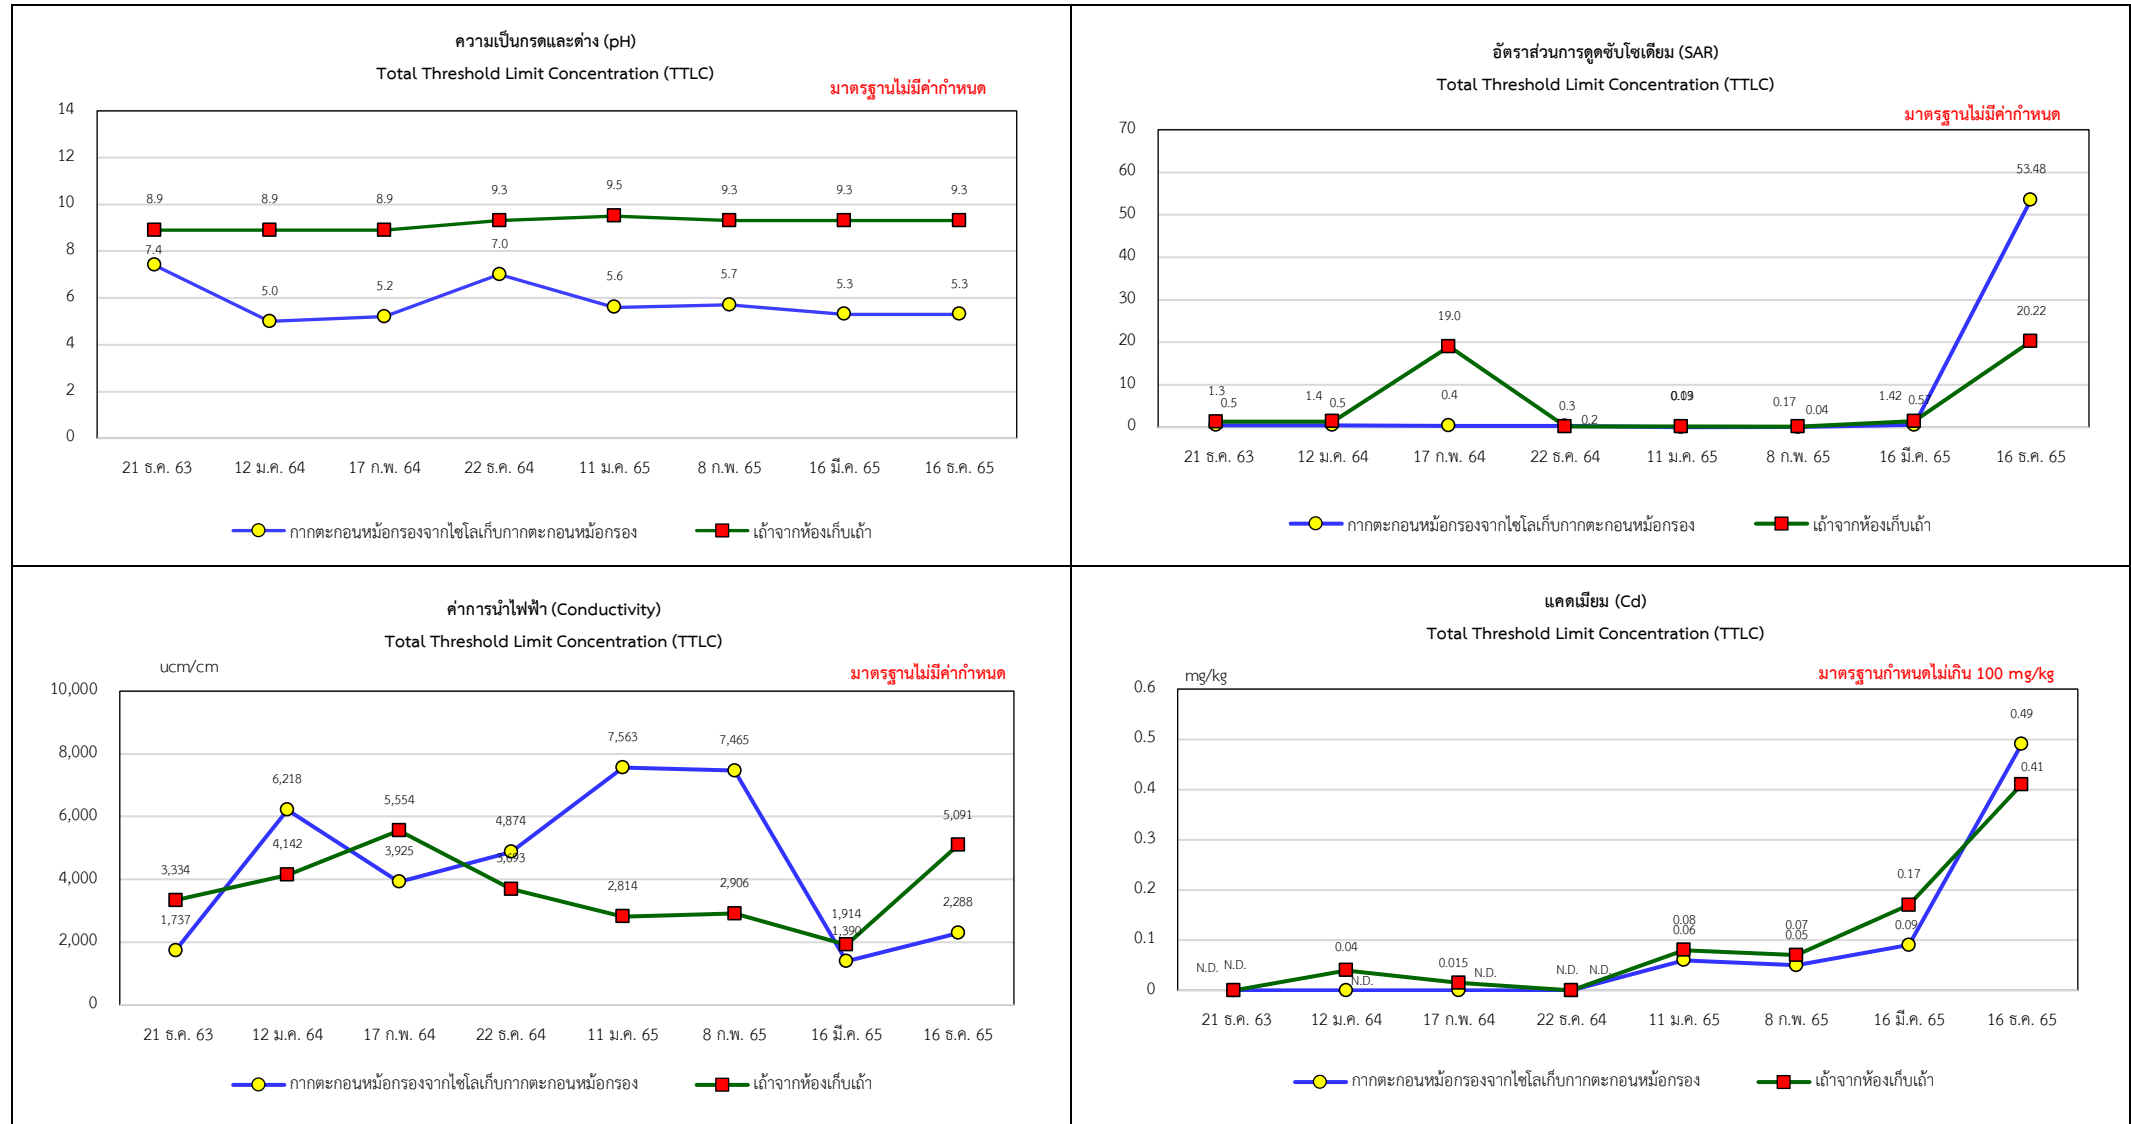 ความเป็นกรดและด่าง (pH)
Total Threshold Limit Concentration (TTLC)
มาตรฐานไม่มีค่ากำหนด
14
12
10
8
6
4
2
0
8.9 8.9 8.9 9.3 9.5 9.3 9.3 9.3
7.4 5.0 5.2 7.0 5.6 5.7 5.3 5.3
21 ธ.ค. 63 12 ม.ค. 64 17 ก.พ. 64 22 ธ.ค. 64 11 ม.ค. 65 8 ก.พ. 65 16 มี.ค. 65 16 ธ.ค. 65
กากตะกอนหม้อกรองจากไซโลเก็บกากตะกอนหม้อกรอง เถ้าจากห้องเก็บเถ้า
อัตราส่วนการดูดซับโซเดียม (SAR)
Total Threshold Limit Concentration (TTLC)
มาตรฐานไม่มีค่ากำหนด
70
60
50
40
30
20
10
0
53.48
20.22
19.0
1.3 1.4 0.4 0.3 0.17 1.42
0.5 0.5 0.2 0.04
21 ธ.ค. 63 12 ม.ค. 64 17 ก.พ. 64 22 ธ.ค. 64 11 ม.ค. 65 8 ก.พ. 65 16 มี.ค. 65 16 ธ.ค. 65
กากตะกอนหม้อกรองจากไซโลเก็บกากตะกอนหม้อกรอง เถ้าจากห้องเก็บเถ้า
ค่าการนำไฟฟ้า (Conductivity)
Total Threshold Limit Concentration (TTLC)
ucm/cm
มาตรฐานไม่มีค่ากำหนด
10,000
8,000
6,000
4,000
2,000
0
3,334 6,218 5,554 4,874 7,563 7,465 1,914 5,091
1,737 4,142 3,925 3,693 2,814 2,906 1,390 2,288
21 ธ.ค. 63 12 ม.ค. 64 17 ก.พ. 64 22 ธ.ค. 64 11 ม.ค. 65 8 ก.พ. 65 16 มี.ค. 65 16 ธ.ค. 65
กากตะกอนหม้อกรองจากไซโลเก็บกากตะกอนหม้อกรอง เถ้าจากห้องเก็บเถ้า
แคดเมียม (Cd)
Total Threshold Limit Concentration (TTLC)
mg/kg
มาตรฐานกำหนดไม่เกิน 100 mg/kg
0.6
0.5
0.4
0.3
0.2
0.1
0
0.49
0.41
N.D. N.D. 0.04 0.015 N.D. N.D. N.D. 0.08 0.07 0.17
N.D. 0.06 0.05 0.09
21 ธ.ค. 63 12 ม.ค. 64 17 ก.พ. 64 22 ธ.ค. 64 11 ม.ค. 65 8 ก.พ. 65 16 มี.ค. 65 16 ธ.ค. 65
กากตะกอนหม้อกรองจากไซโลเก็บกากตะกอนหม้อกรอง เถ้าจากห้องเก็บเถ้า